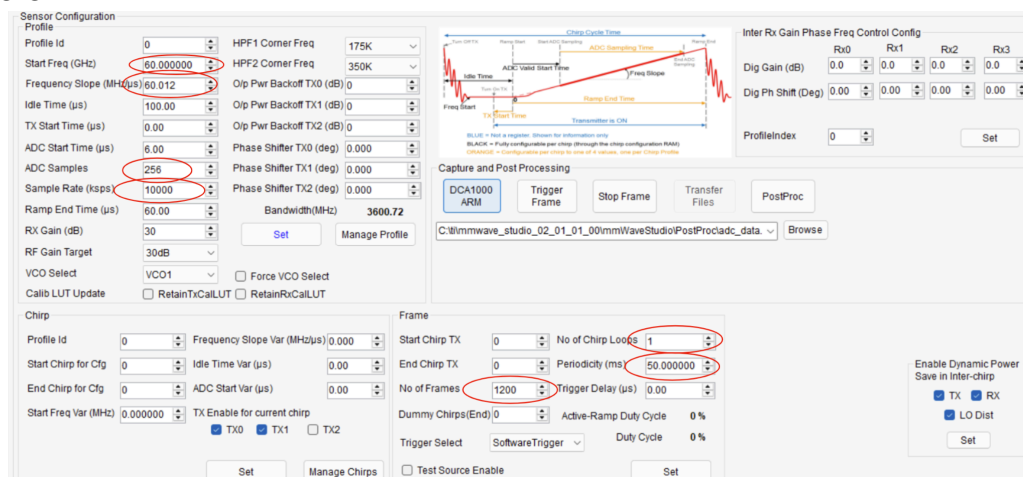 Sensor Configuration
Profile
Profile Id 0 HPF1 Corner Freq 175K
Start Freq (GHz) 60.000000 HPF2 Corner Freq 350K
Frequency Slope (MHz/µs) 60.012 O/p Pwr Backoff TX0 (dB) 0
Idle Time (µs) 100.00 O/p Pwr Backoff TX1 (dB) 0
TX Start Time (µs) 0.00 O/p Pwr Backoff TX2 (dB) 0
ADC Start Time (µs) 6.00 Phase Shifter TX0 (deg) 0.000
ADC Samples 256 Phase Shifter TX1 (deg) 0.000
Sample Rate (ksps) 10000 Phase Shifter TX2 (deg) 0.000
Ramp End Time (µs) 60.00 Bandwidth(MHz) 3600.72
RX Gain (dB) 30 Set Manage Profile
RF Gain Target 30dB
VCO Select VCO1 Force VCO Select
Calib LUT Update RetainTxCalLUT RetainRxCalLUT
Chirp Cycle Time
Turn Off TX Ramp Start Start ADC Sampling ADC Sampling Time Ramp End
Idle Time ADC Valid Start Time Freq Slope End ADC Sampling
Turn On TX
Freq Start 0 Ramp End Time
TX Start Time Transmitter is ON
BLUE = Not a register. Shown for information only
BLACK = Fully configurable per chirp (through the chirp configuration RAM)
ORANGE = Configurable per chirp to one of 4 values, one per Chirp Profile
Inter Rx Gain Phase Freq Control Config
Rx0 Rx1 Rx2 Rx3
Dig Gain (dB) 0.0 0.0 0.0 0.0
Dig Ph Shift (Deg) 0.00 0.00 0.00 0.00
ProfileIndex 0 Set
Capture and Post Processing
DCA1000 ARM Trigger Frame Stop Frame Transfer Files PostProc
C:\ti\mmwave_studio_02_01_01_00\mmWaveStudio\PostProc\adc_data. Browse
Chirp
Profile Id 0 Frequency Slope Var (MHz/µs) 0.000
Start Chirp for Cfg 0 Idle Time Var (µs) 0.00
End Chirp for Cfg 0 ADC Start Var (µs) 0.00
Start Freq Var (MHz) 0.000000 TX Enable for current chirp
TX0 TX1 TX2
Set Manage Chirps
Frame
Start Chirp TX 0 No of Chirp Loops 1
End Chirp TX 0 Periodicity (ms) 50.000000
No of Frames 1200 Trigger Delay (µs) 0.00
Dummy Chirps(End) 0 Active-Ramp Duty Cycle 0 %
Trigger Select SoftwareTrigger Duty Cycle 0 %
Test Source Enable Set
Enable Dynamic Power
Save in Inter-chirp
TX RX
LO Dist
Set